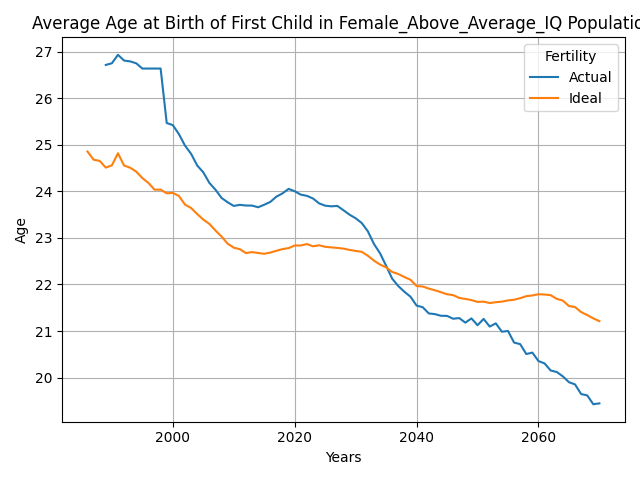 Average Age at Birth of First Child in Female_Above_Average_IQ Populatio
27
26
25
24
23
22
21
20
Age
2000
2020
2040
2060
Years
Fertility
Actual
Ideal